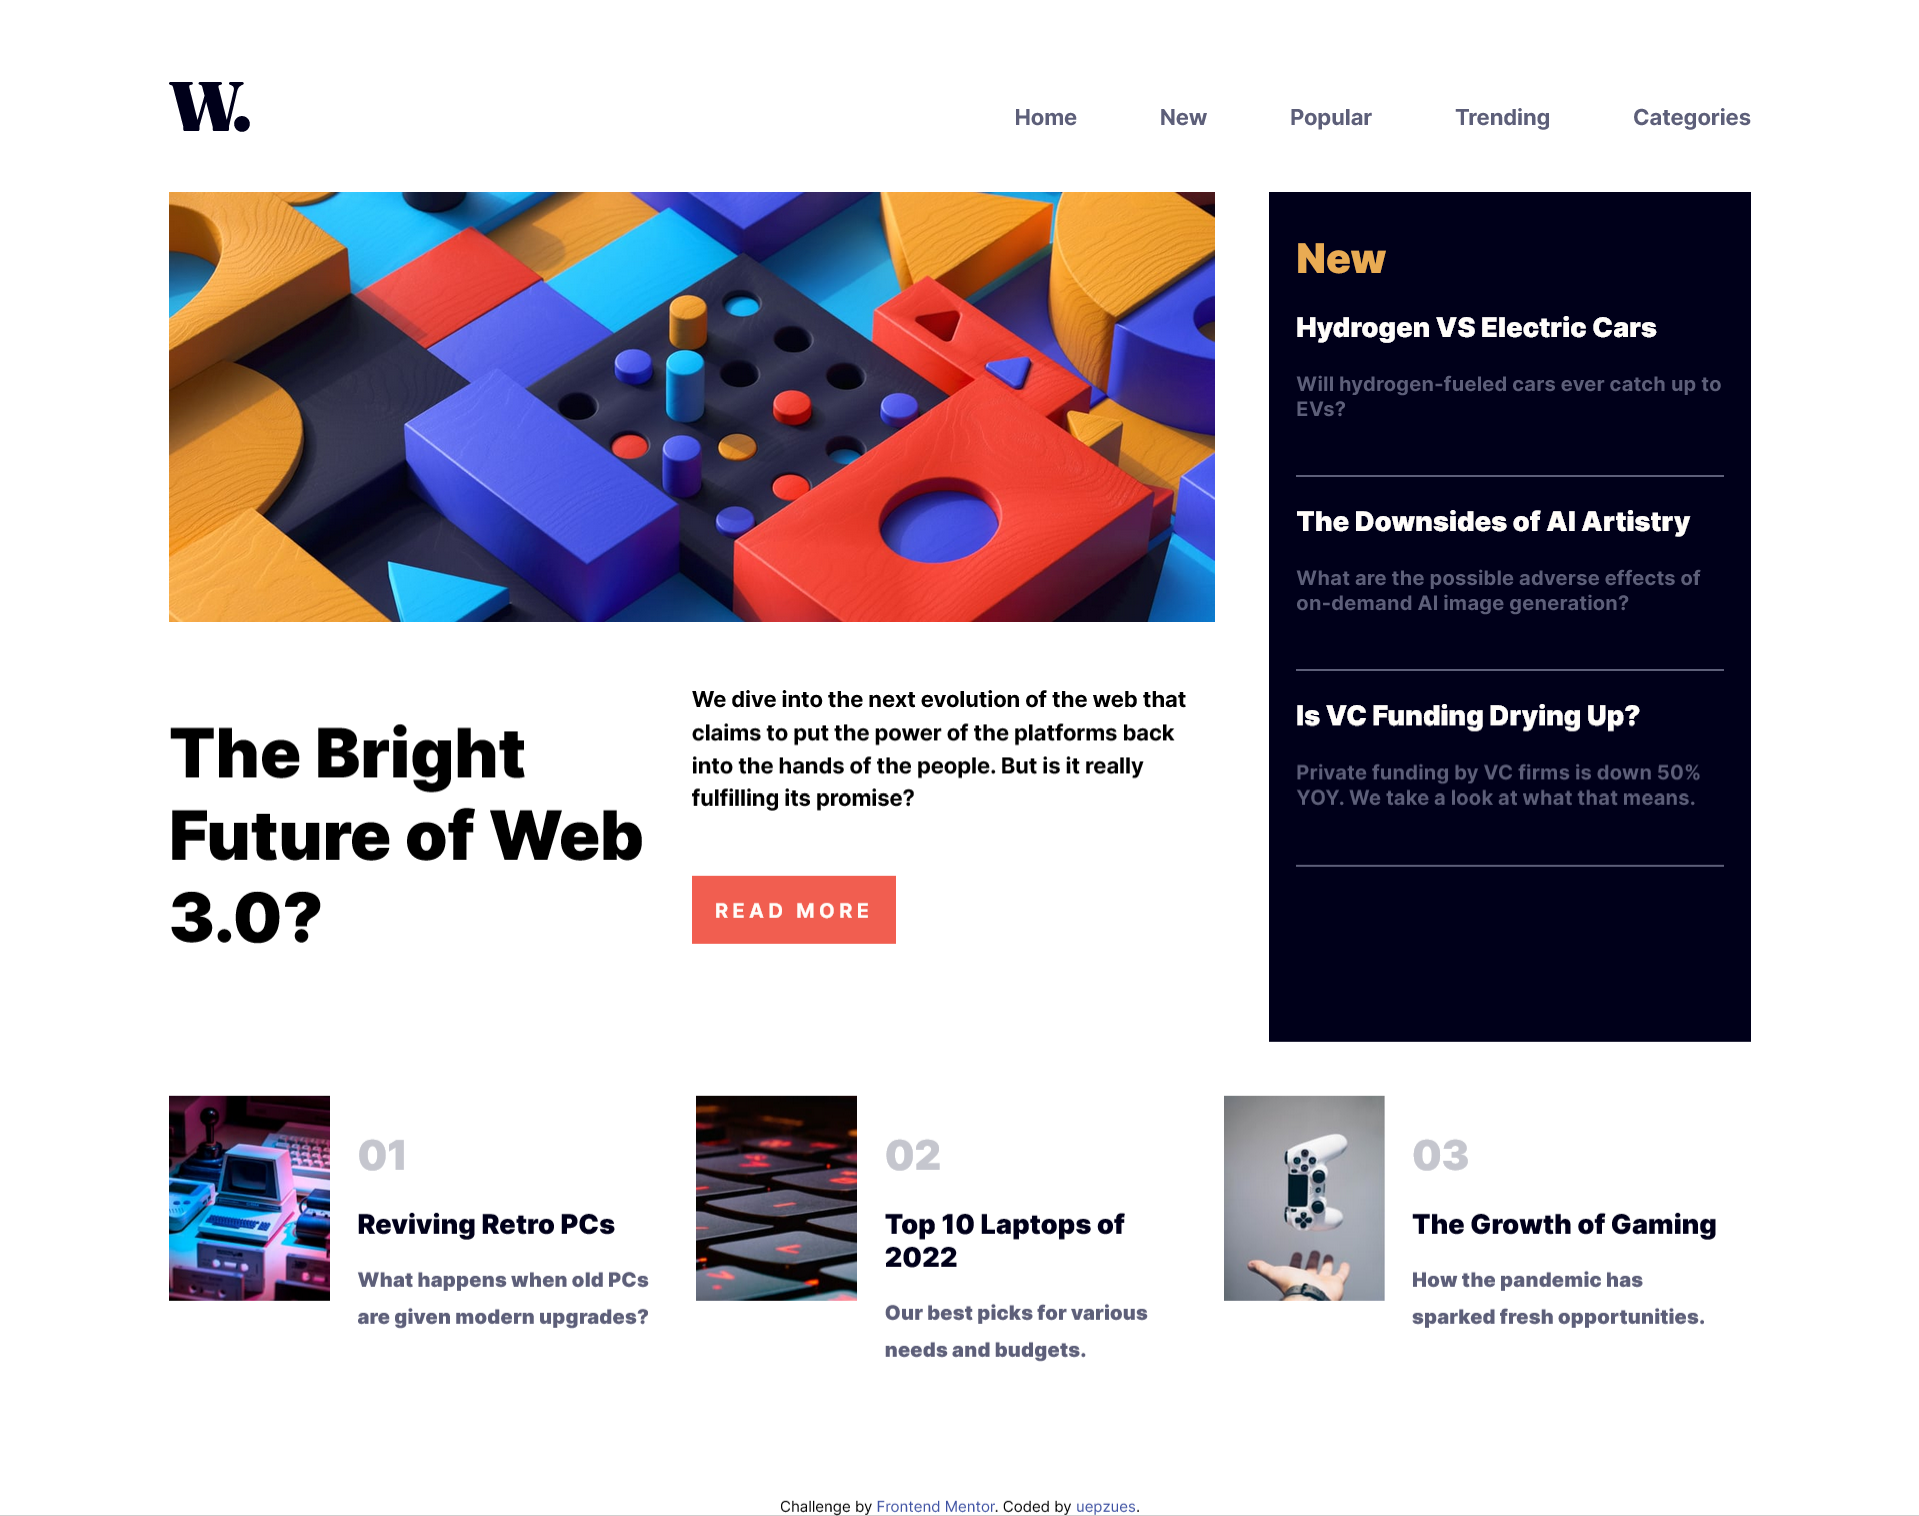 W.
Home New Popular Trending Categories
New
Hydrogen VS Electric Cars
Will hydrogen-fueled cars ever catch up to
EVs?
The Downsides of AI Artistry
What are the possible adverse effects of
on-demand AI image generation?
Is VC Funding Drying Up?
Private funding by VC firms is down 50%
YOY. We take a look at what that means.
The Bright
Future of Web
3.0?
We dive into the next evolution of the web that
claims to put the power of the platforms back
into the hands of the people. But is it really
fulfilling its promise?
READ MORE
01
Reviving Retro PCs
What happens when old PCs
are given modern upgrades?
02
Top 10 Laptops of
2022
Our best picks for various
needs and budgets.
03
The Growth of Gaming
How the pandemic has
sparked fresh opportunities.
Challenge by Frontend Mentor. Coded by uepzues.